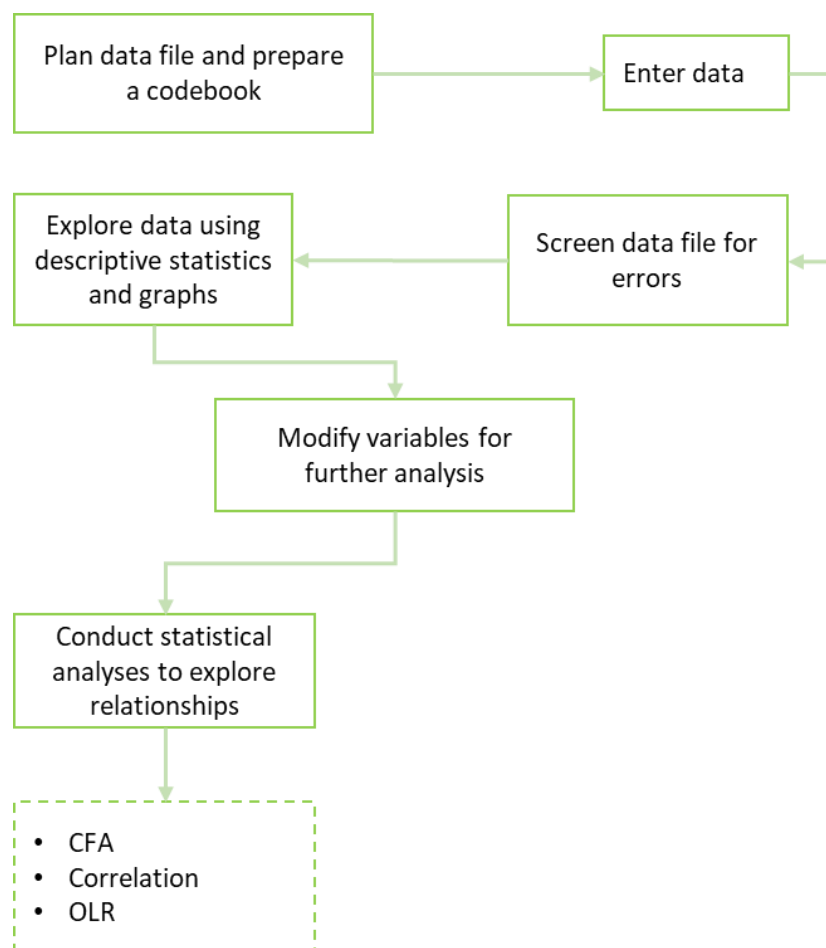 Plan data file and prepare
a codebook
Enter data
Screen data file for
errors
Explore data using
descriptive statistics
and graphs
Modify variables for
further analysis
Conduct statistical
analyses to explore
relationships
• CFA
• Correlation
• OLR